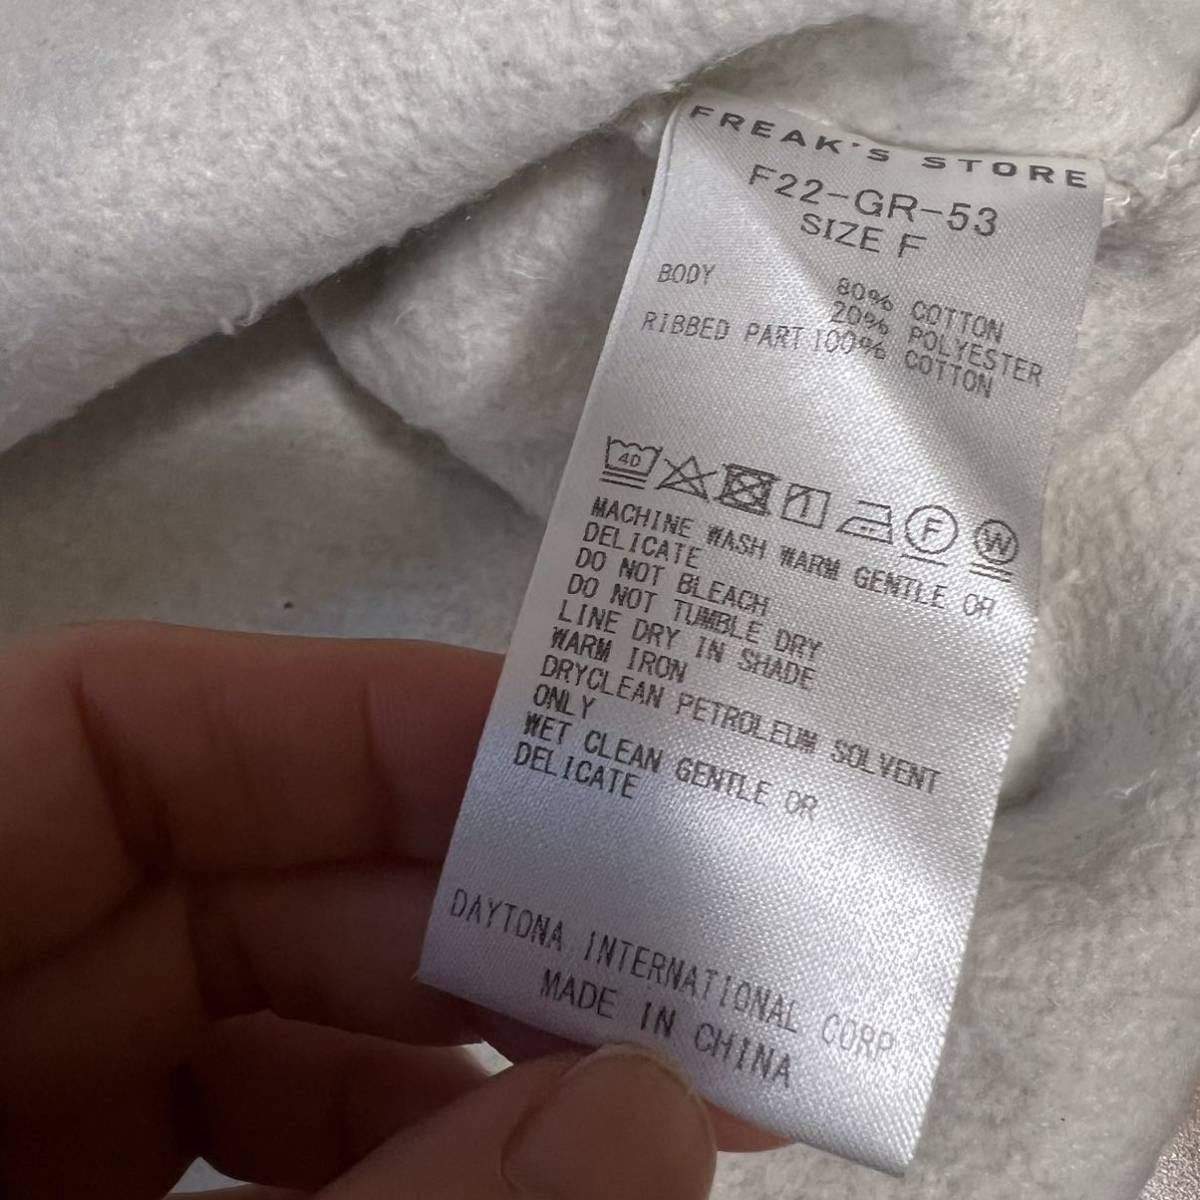 FREAK'S STORE
F22-GR-53
SIZE F
BODY 80% COTTON
20% POLYESTER
RIBBED PART 100% COTTON
40
F W
MACHINE WASH WARM GENTLE OR
DELICATE
DO NOT BLEACH
DO NOT TUMBLE DRY
LINE DRY IN SHADE
WARM IRON
DRYCLEAN PETROLEUM SOLVENT
ONLY
WET CLEAN GENTLE OR
DELICATE
DAYTONA INTERNATIONAL CORP
MADE IN CHINA